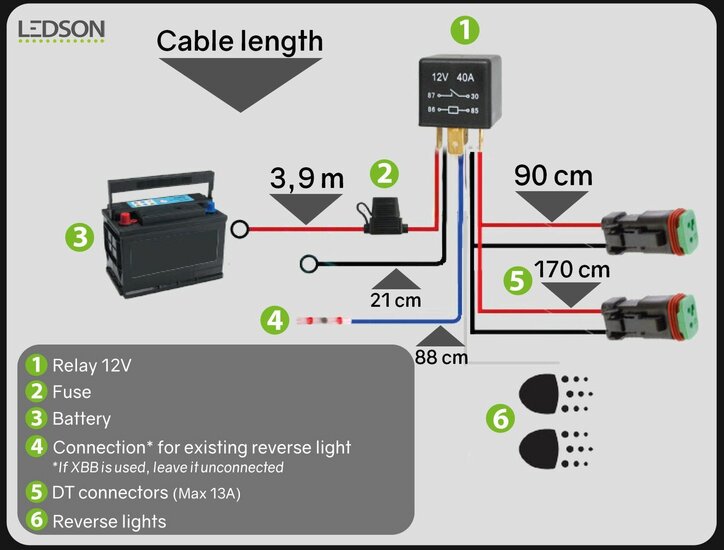 LEDSON
Cable length
1
12V 40A
87 30
86 85
3,9 m
2
90 cm
3
21 cm
5
170 cm
4
88 cm
6
1 Relay 12V
2 Fuse
3 Battery
4 Connection* for existing reverse light
*If XBB is used, leave it unconnected
5 DT connectors (Max 13A)
6 Reverse lights